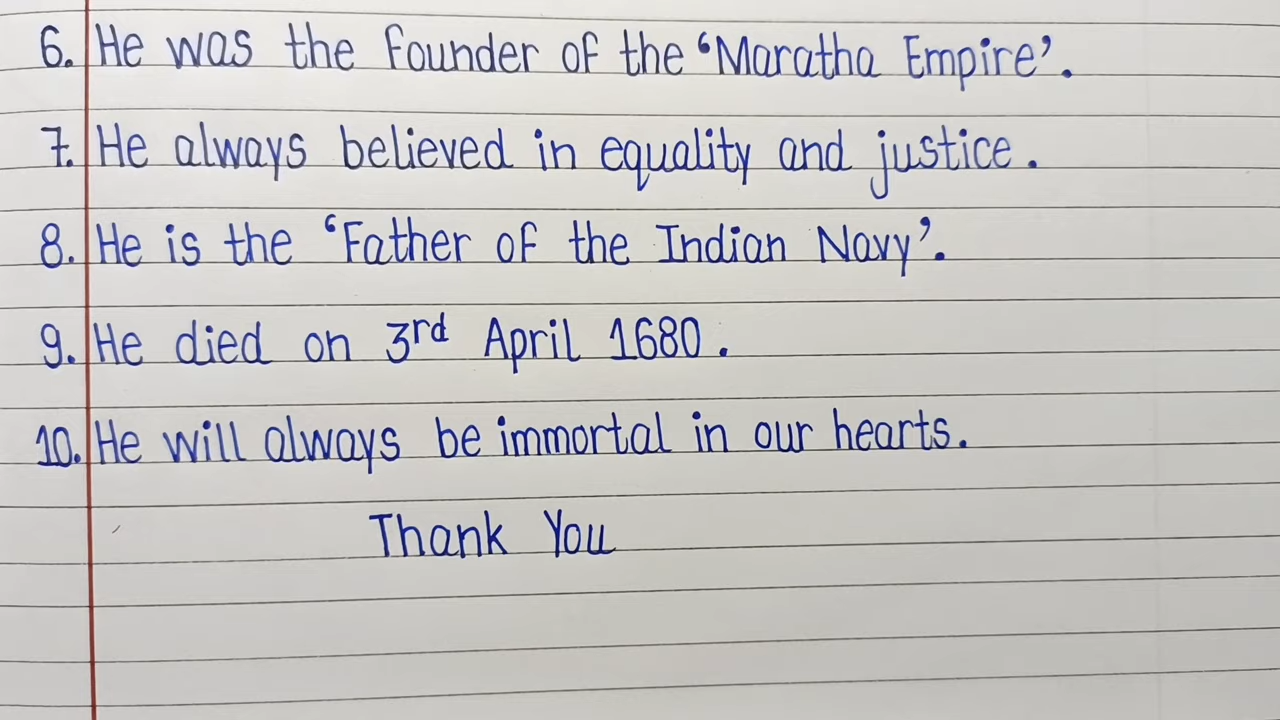 6. He was the founder of the ‘Maratha Empire’.
7. He always believed in equality and justice.
8. He is the ‘Father of the Indian Navy’.
9. He died on 3rd April 1680.
10. He will always be immortal in our hearts.
Thank You